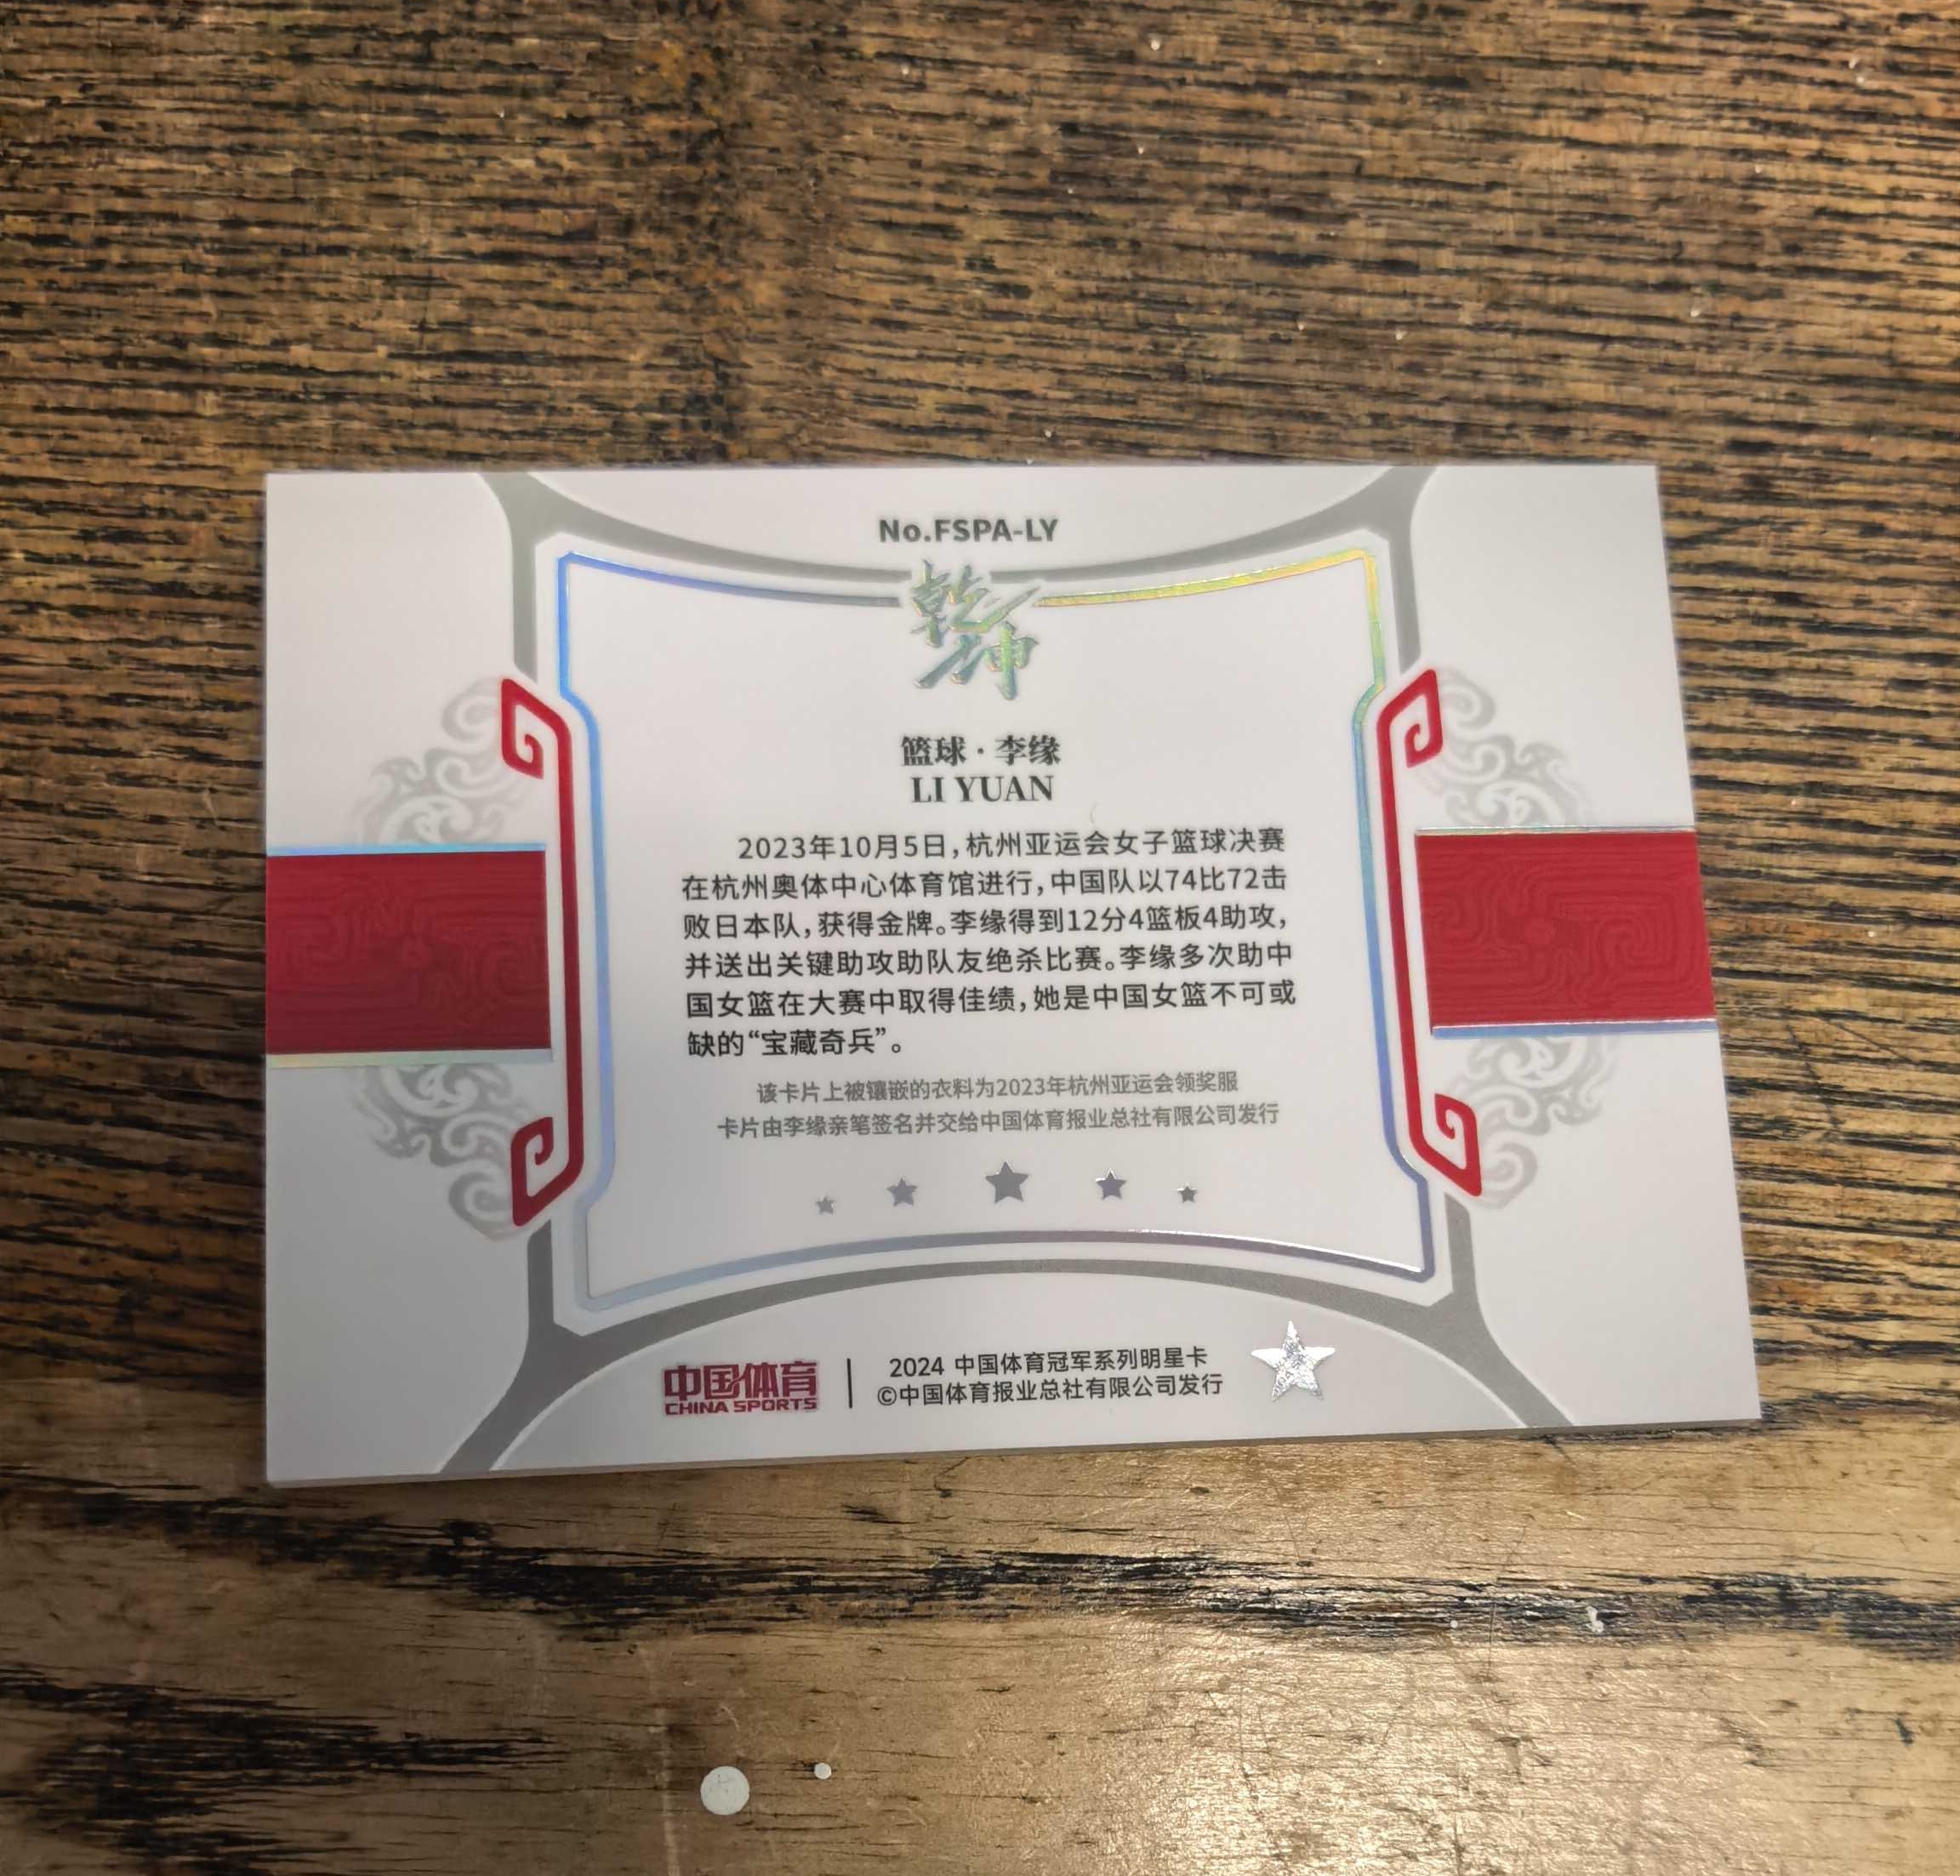 No.FSPA-LY
乾坤
篮球·李缘
LI YUAN
2023年10月5日,杭州亚运会女子篮球决赛
在杭州奥体中心体育馆进行,中国队以74比72击
败日本队,获得金牌。李缘得到12分4篮板4助攻,
并送出关键助攻助队友绝杀比赛。李缘多次助中
国女篮在大赛中取得佳绩,她是中国女篮不可或
缺的“宝藏奇兵”。
该卡片上被镶嵌的衣料为2023年杭州亚运会领奖服
卡片由李缘亲笔签名并交给中国体育报业总社有限公司发行
中国体育
CHINA SPORTS
2024 中国体育冠军系列明星卡
©中国体育报业总社有限公司发行